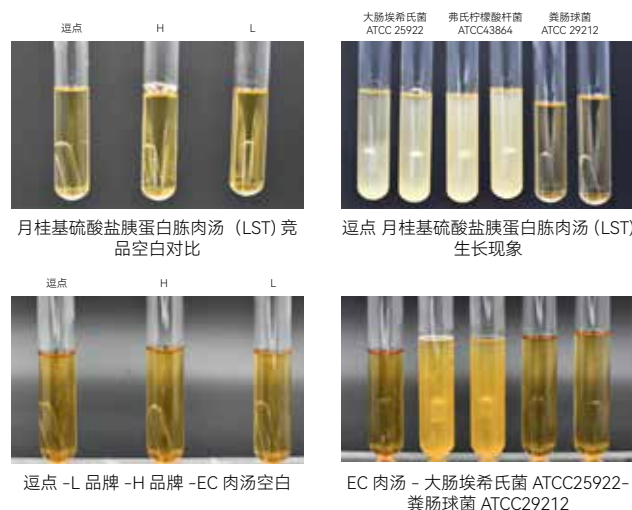 逗点
H
L
大肠埃希氏菌
ATCC 25922
弗氏柠檬酸杆菌
ATCC43864
粪肠球菌
ATCC 29212
月桂基硫酸盐胰蛋白胨肉汤（LST）竞
品空白对比
逗点 月桂基硫酸盐胰蛋白胨肉汤 (LST)
生长现象
逗点
H
L
逗点 -L 品牌 -H 品牌 -EC 肉汤空白
EC 肉汤 - 大肠埃希氏菌 ATCC25922-
粪肠球菌 ATCC29212